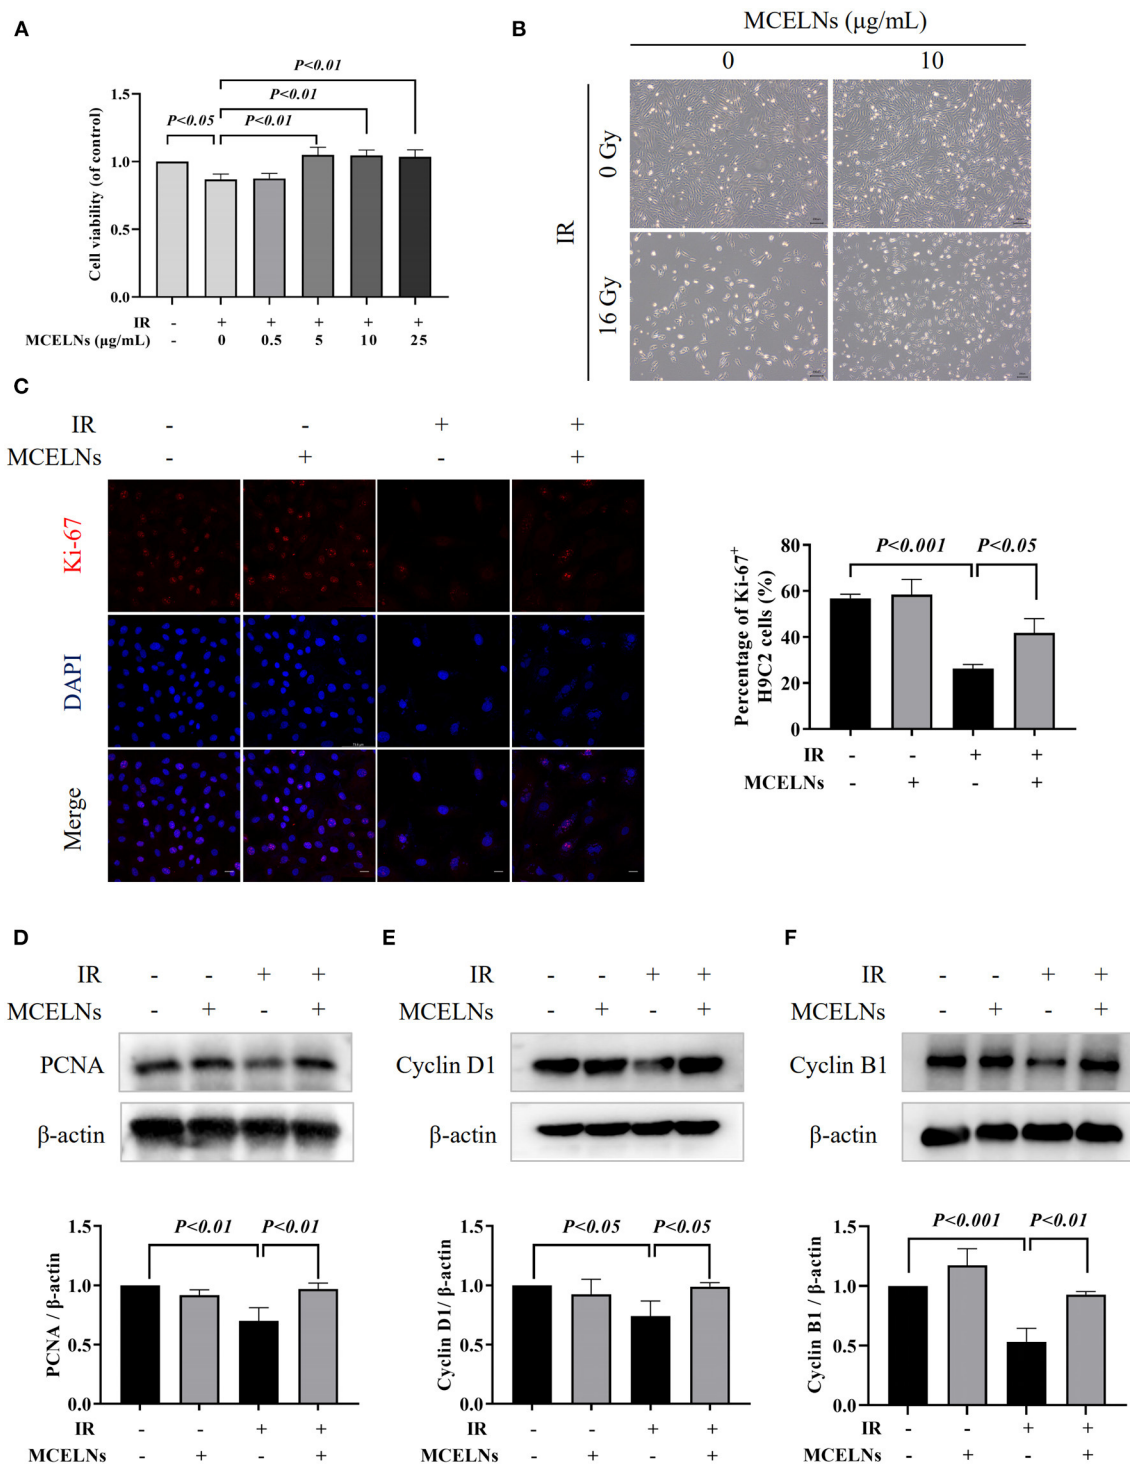 A
Cell viability (of control)
1.5
1.0
0.5
0.0
P<0.05
P<0.01
P<0.01
P<0.01
IR - + + + + +
MCELNs (μg/mL) - 0 0.5 5 10 25
B
MCELNs (μg/mL)
0 10
IR
0 Gy
16 Gy
C
IR - - + +
MCELNs - + - +
Ki-67
DAPI
Merge
Percentage of Ki-67+
H9C2 cells (%)
80
60
40
20
0
P<0.001 P<0.05
IR - - + +
MCELNs - + - +
D
IR - - + +
MCELNs - + - +
PCNA
β-actin
PCNA / β-actin
1.5
1.0
0.5
0.0
P<0.01 P<0.01
IR - - + +
MCELNs - + - +
E
IR - - + +
MCELNs - + - +
Cyclin D1
β-actin
Cyclin D1/ β-actin
1.5
1.0
0.5
0.0
P<0.05 P<0.05
IR - - + +
MCELNs - + - +
F
IR - - + +
MCELNs - + - +
Cyclin B1
β-actin
Cyclin B1 / β-actin
1.5
1.0
0.5
0.0
P<0.001 P<0.01
IR - - + +
MCELNs - + - +